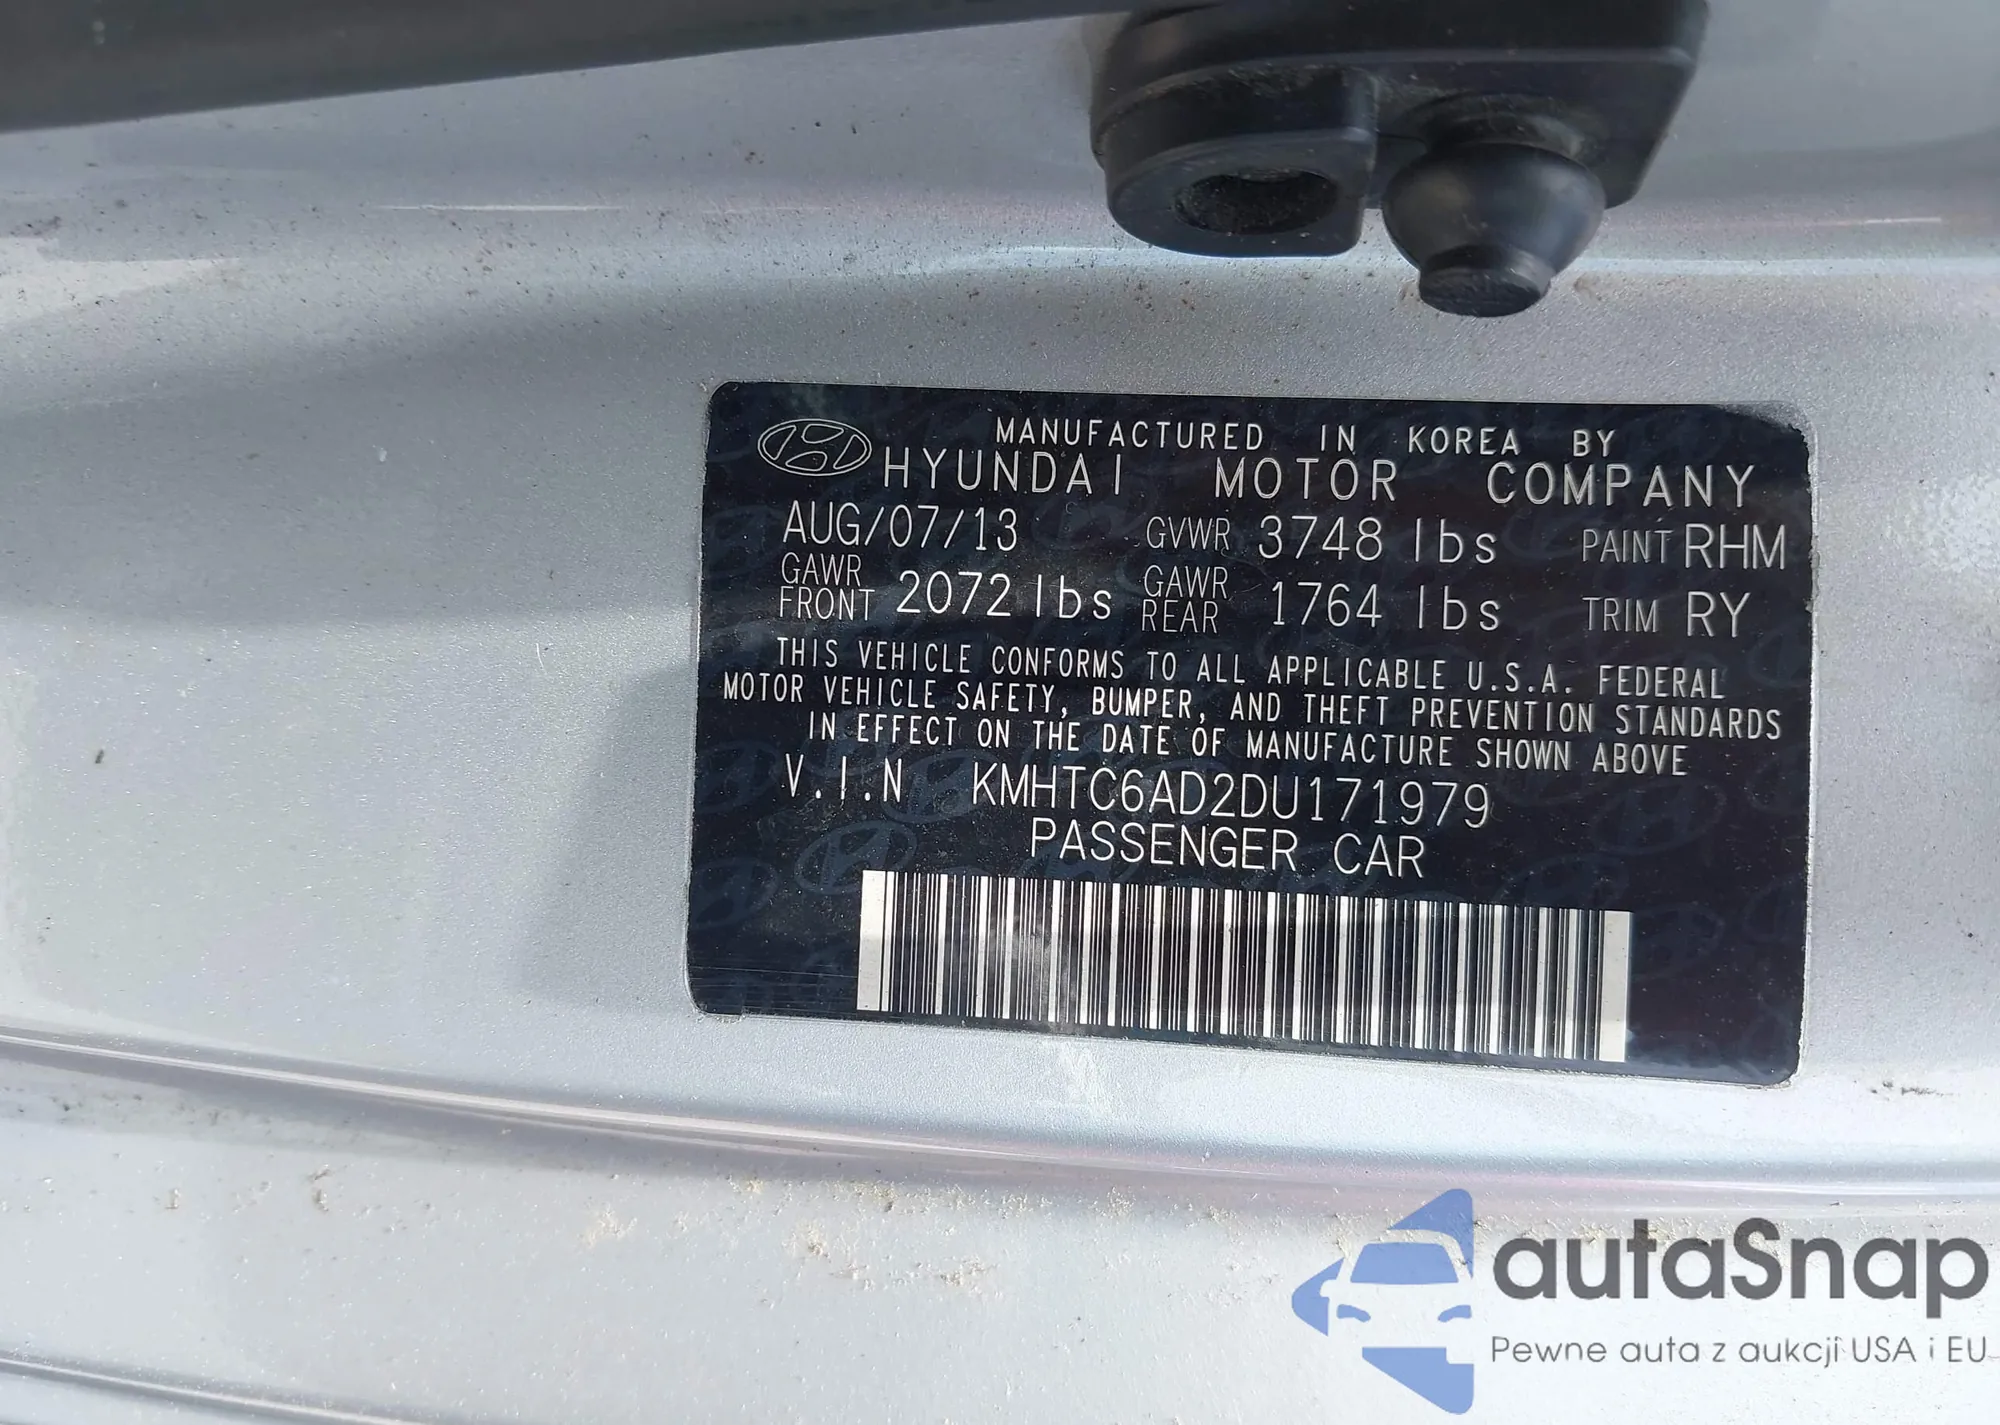 MANUFACTURED IN KOREA BY
HYUNDAI MOTOR COMPANY
AUG/07/13 GVWR 3748 lbs PAINT RHM
GAWR FRONT 2072 lbs GAWR REAR 1764 lbs TRIM RY
THIS VEHICLE CONFORMS TO ALL APPLICABLE U.S.A. FEDERAL
MOTOR VEHICLE SAFETY, BUMPER, AND THEFT PREVENTION STANDARDS
IN EFFECT ON THE DATE OF MANUFACTURE SHOWN ABOVE
V.I.N KMHTC6AD2DU171979
PASSENGER CAR
autaSnap
Pewne auta z aukcji USA i EU